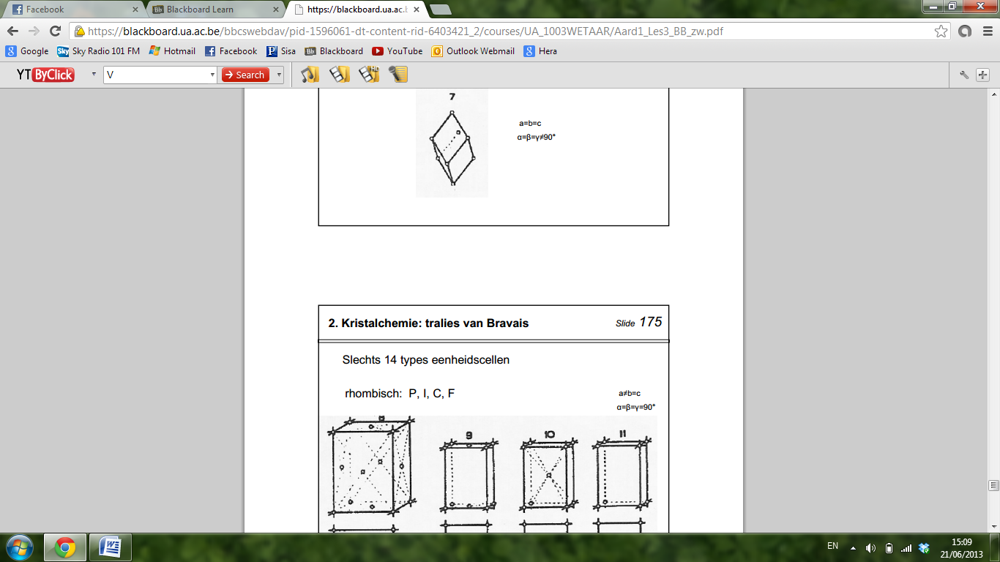 Facebook
Blackboard Learn
https://blackboard.ua.ac.b
https://blackboard.ua.ac.be/bbcswebdav/pid-1596061-dt-content-rid-6403421_2/courses/UA_1003WETAAR/Aard1_Les3_BB_zw.pdf
Google Sky Radio 101 FM Hotmail Facebook Sisa Blackboard YouTube Outlook Webmail Hera
YT ByClick V Search
7
a=b=c
α=β=γ≠90°
2. Kristalchemie: tralies van Bravais Slide 175
Slechts 14 types eenheidscellen
rhombisch: P, I, C, F
a≠b=c
α=β=γ=90°
8 9 10 11
EN
15:09
21/06/2013